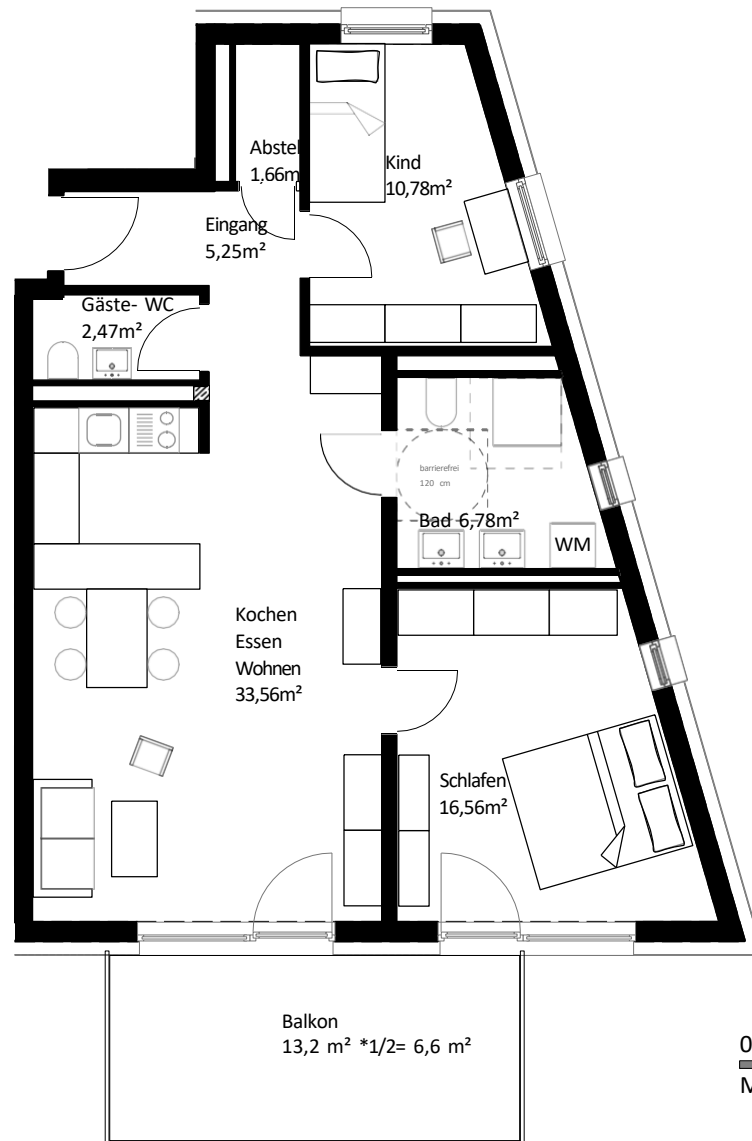 Abstel
1,66m
Kind
10,78m²
Eingang
5,25m²
Gäste- WC
2,47m²
barrierefrei
120 cm
Bad 6,78m²
WM
Kochen
Essen
Wohnen
33,56m²
Schlafen
16,56m²
Balkon
13,2 m² *1/2= 6,6 m²
0
M